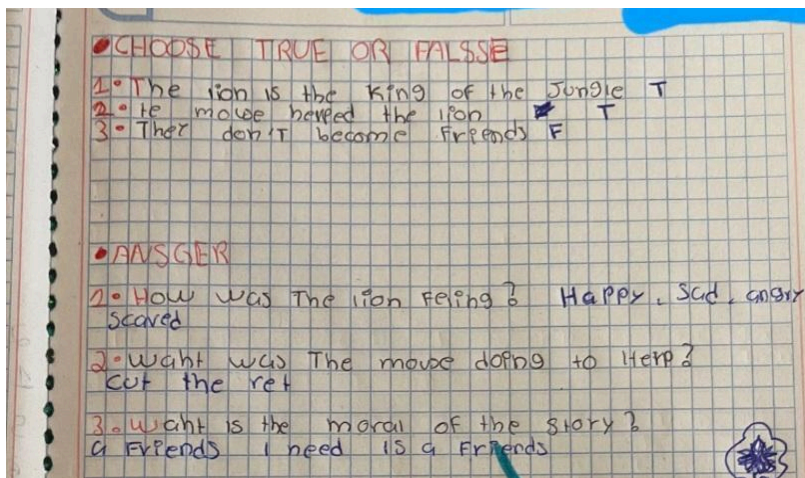 •CHOOSE TRUE OR FALSSE
1• The lion is the King of the Jungle T
2• te mouse herped the lion T
3• Ther don't become friends F
•ANSGER
1• How was The lion Feling? Happy, Sad, angry
Scaved
2• Waht was The mouse doing to Herp?
cut the ret
3• Waht is the moral of the story?
a Friends I need is a Friends